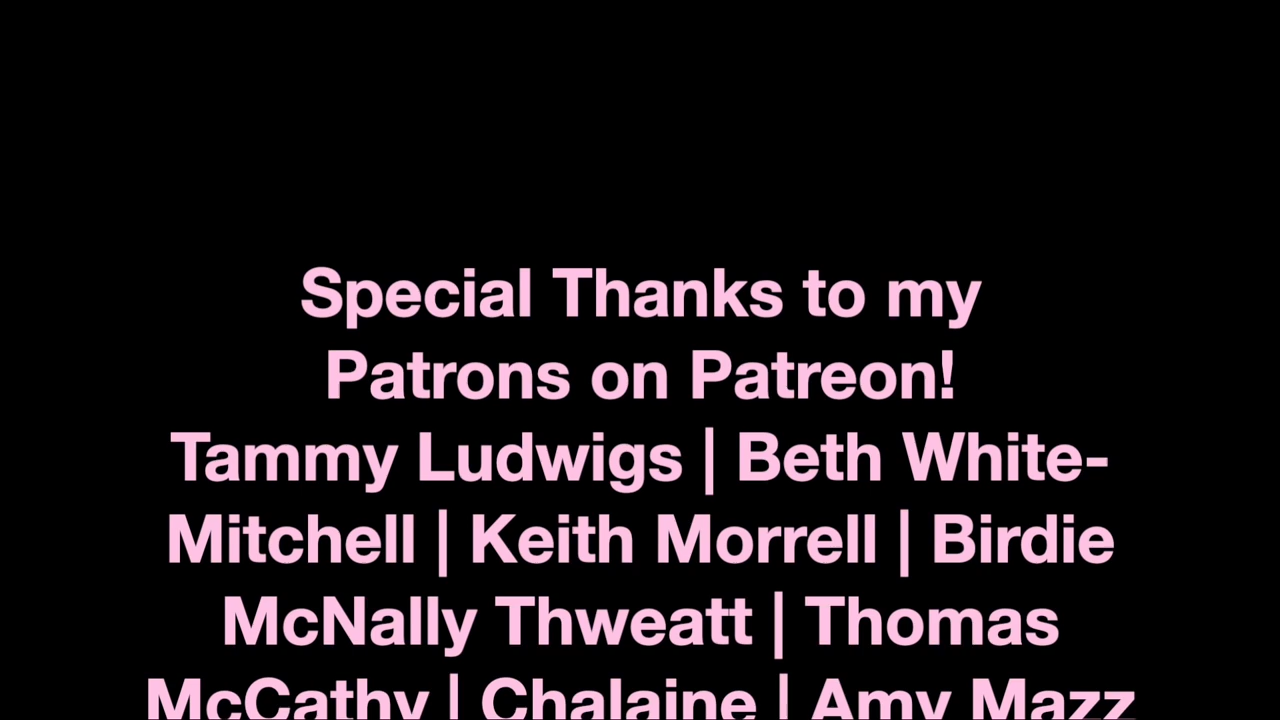 Special Thanks to my
Patrons on Patreon!
Tammy Ludwigs | Beth White-
Mitchell | Keith Morrell | Birdie
McNally Thweatt | Thomas
McCathy | Chalaine | Amy Mazz